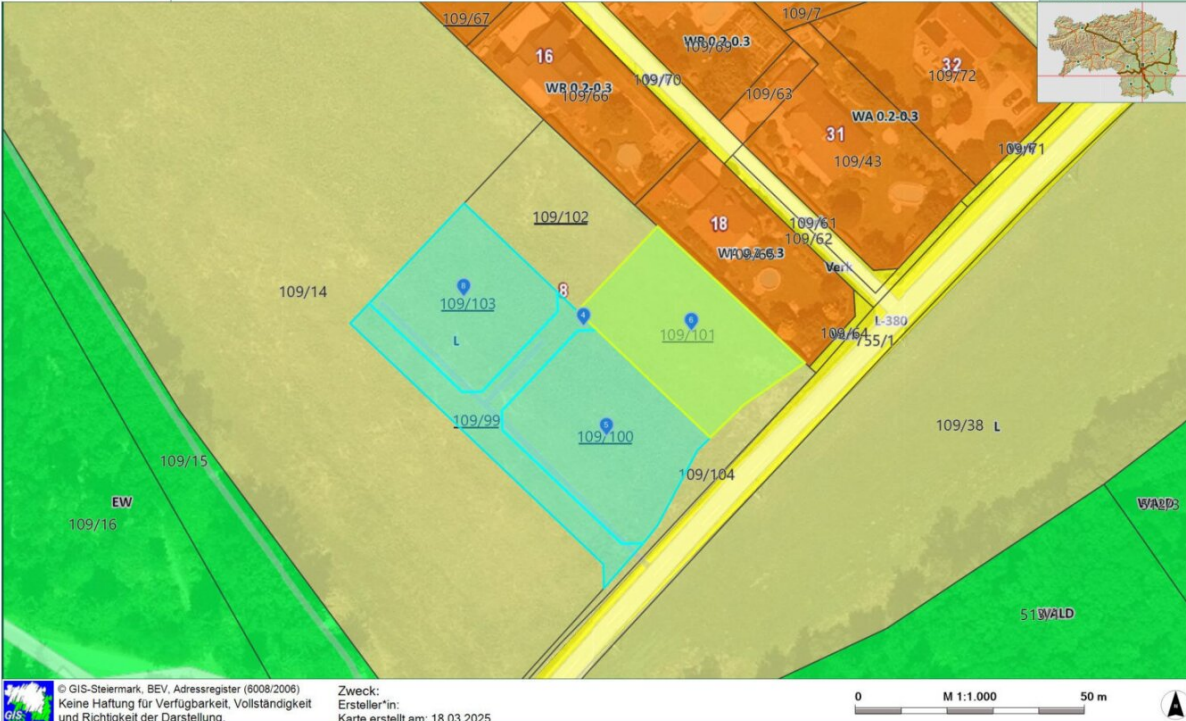 109/67
109/7
16
WR 0.2-0.3
109/69
32
109/72
WR 0.2-0.3
109/66
109/70
109/63
WA 0.2-0.3
31
109/43
109/71
109/102
18
109/61
109/62
Verk
109/14
8
109/103
8
4
6
109/101
109/64
L-380
755/1
L
109/99
5
109/100
109/38 L
109/15
109/104
EW
109/16
WALD
WALD
GIS
© GIS-Steiermark, BEV, Adressregister (6008/2006)
Keine Haftung für Verfügbarkeit, Vollständigkeit
und Richtigkeit der Darstellung.
Zweck:
Ersteller*in:
Karte erstellt am: 18.03.2025
0 M 1:1.000 50 m